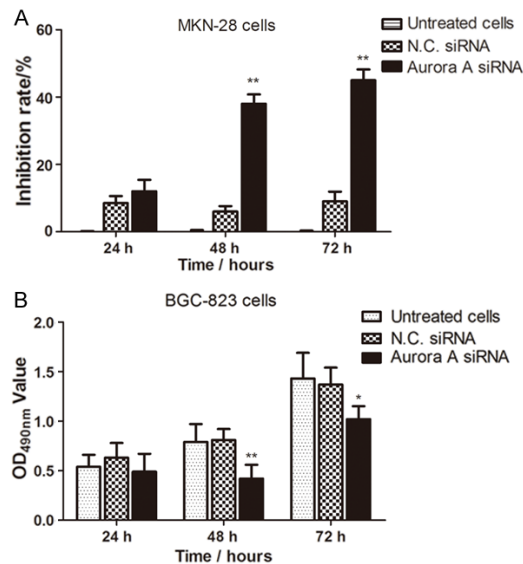 A
MKN-28 cells
Untreated cells
N.C. siRNA
Aurora A siRNA
Inhibition rate/%
60
40
20
0
**
**
24 h
48 h
72 h
Time / hours
B
BGC-823 cells
Untreated cells
N.C. siRNA
Aurora A siRNA
OD490nm Value
2.0
1.5
1.0
0.5
0.0
**
*
24 h
48 h
72 h
Time / hours